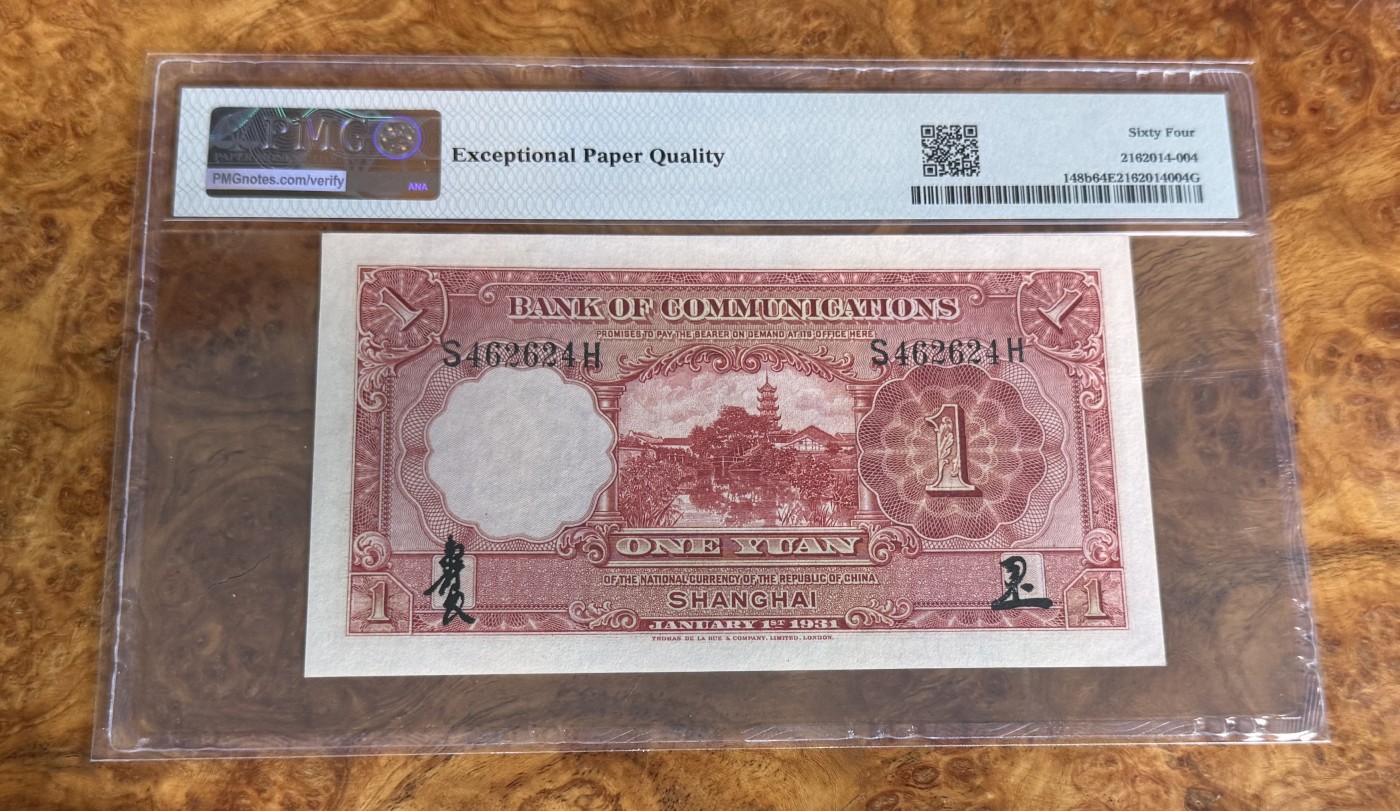 PMG
PMGnotes.com/verify
ANA
Exceptional Paper Quality
Sixty Four
2162014-004
148b64E2162014004G
1 1
BANK OF COMMUNICATIONS
PROMISES TO PAY THE BEARER ON DEMAND AT ITS OFFICE HERE
S462624H S462624H
1
ONE YUAN
OF THE NATIONAL CURRENCY OF THE REPUBLIC OF CHINA
SHANGHAI
1 1
JANUARY 1ST 1931
THOMAS DE LA RUE & COMPANY, LIMITED, LONDON.